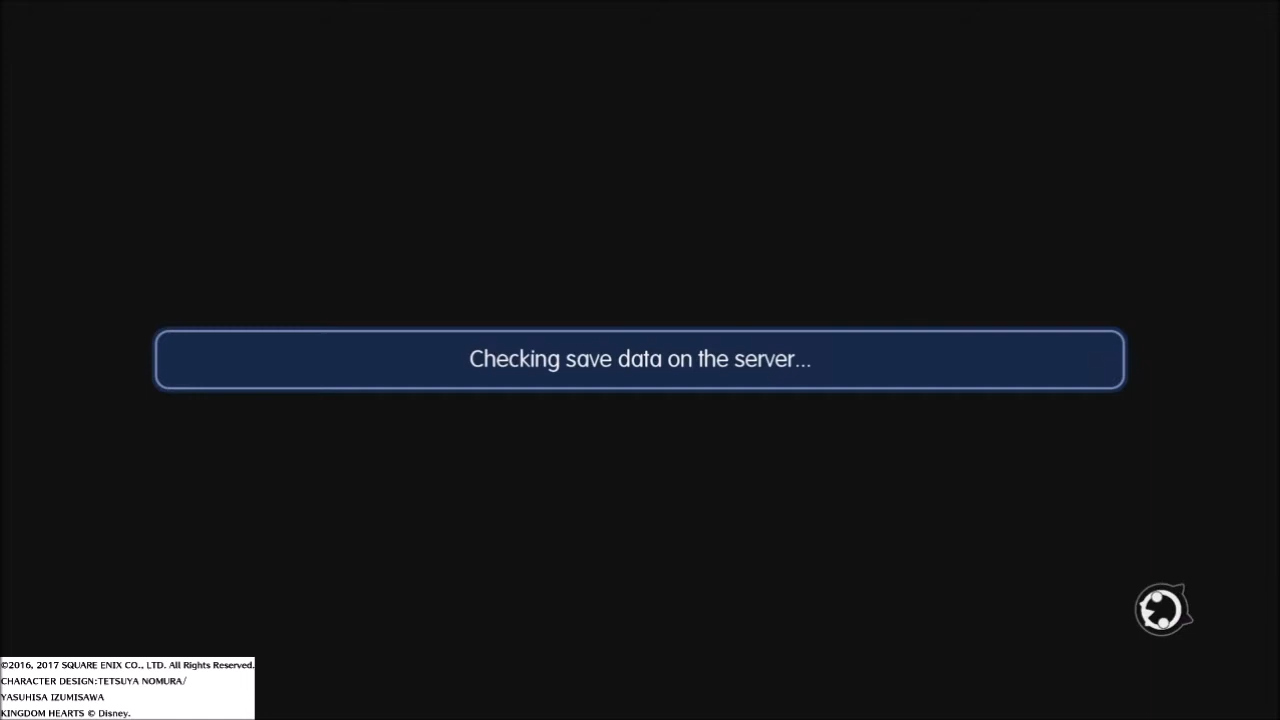 Checking save data on the server...
©2016, 2017 SQUARE ENIX CO., LTD. All Rights Reserved.
CHARACTER DESIGN:TETSUYA NOMURA/
YASUHISA IZUMISAWA
KINGDOM HEARTS © Disney.